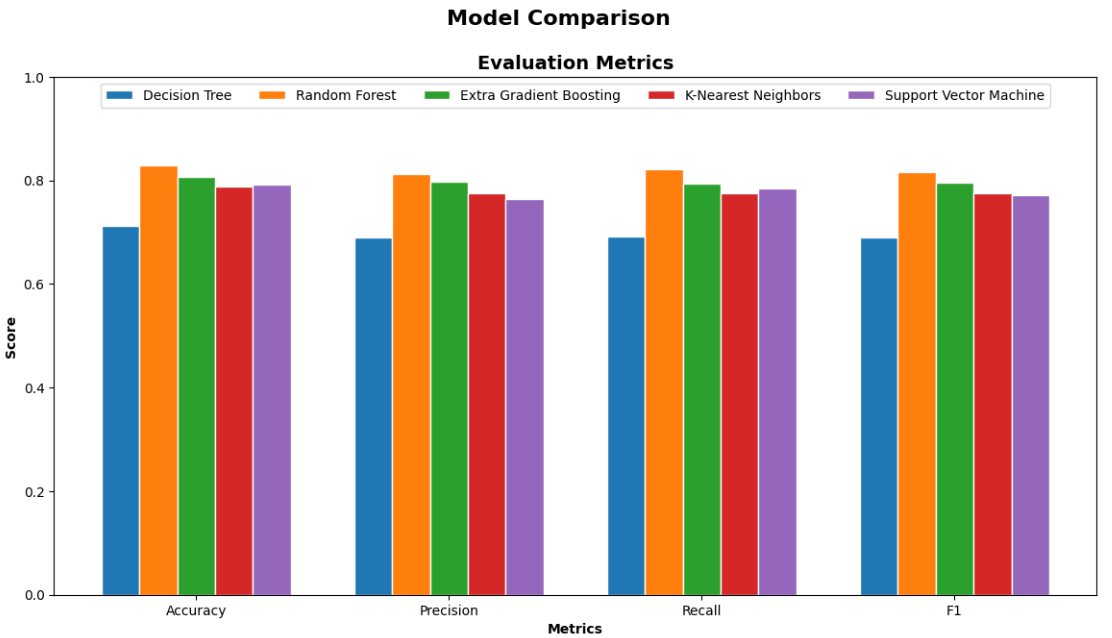 Model Comparison
Evaluation Metrics
Decision Tree Random Forest Extra Gradient Boosting K-Nearest Neighbors Support Vector Machine
1.0
0.8
0.6
0.4
0.2
0.0
Score
Accuracy Precision Recall F1
Metrics